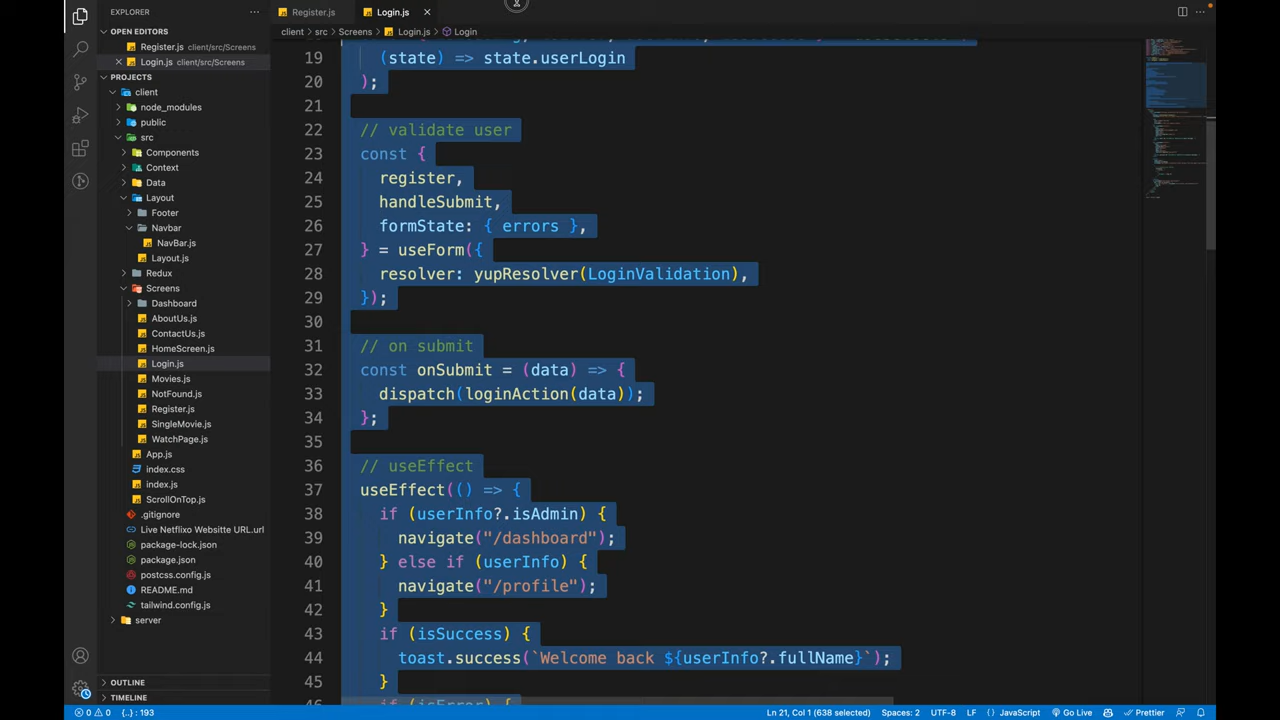 EXPLORER
OPEN EDITORS
Register.js client/src/Screens
Login.js client/src/Screens
PROJECTS
client
node_modules
public
src
Components
Context
Data
Layout
Footer
Navbar
NavBar.js
Layout.js
Redux
Screens
Dashboard
AboutUs.js
ContactUs.js
HomeScreen.js
Login.js
Movies.js
NotFound.js
Register.js
SingleMovie.js
WatchPage.js
App.js
index.css
index.js
ScrollOnTop.js
.gitignore
Live Netflixo Websitte URL.url
package-lock.json
package.json
postcss.config.js
README.md
tailwind.config.js
server
OUTLINE
TIMELINE
Register.js Login.js
client > src > Screens > Login.js > Login
19 (state) => state.userLogin
20 );
21
22 // validate user
23 const {
24 register,
25 handleSubmit,
26 formState: { errors },
27 } = useForm({
28 resolver: yupResolver(LoginValidation),
29 });
30
31 // on submit
32 const onSubmit = (data) => {
33 dispatch(loginAction(data));
34 };
35
36 // useEffect
37 useEffect(() => {
38 if (userInfo?.isAdmin) {
39 navigate("/dashboard");
40 } else if (userInfo) {
41 navigate("/profile");
42 }
43 if (isSuccess) {
44 toast.success(`Welcome back ${userInfo?.fullName}`);
45 }
46 if (isError) {
0 0 {..}: 193 Ln 21, Col 1 (638 selected) Spaces: 2 UTF-8 LF {} JavaScript Go Live Prettier